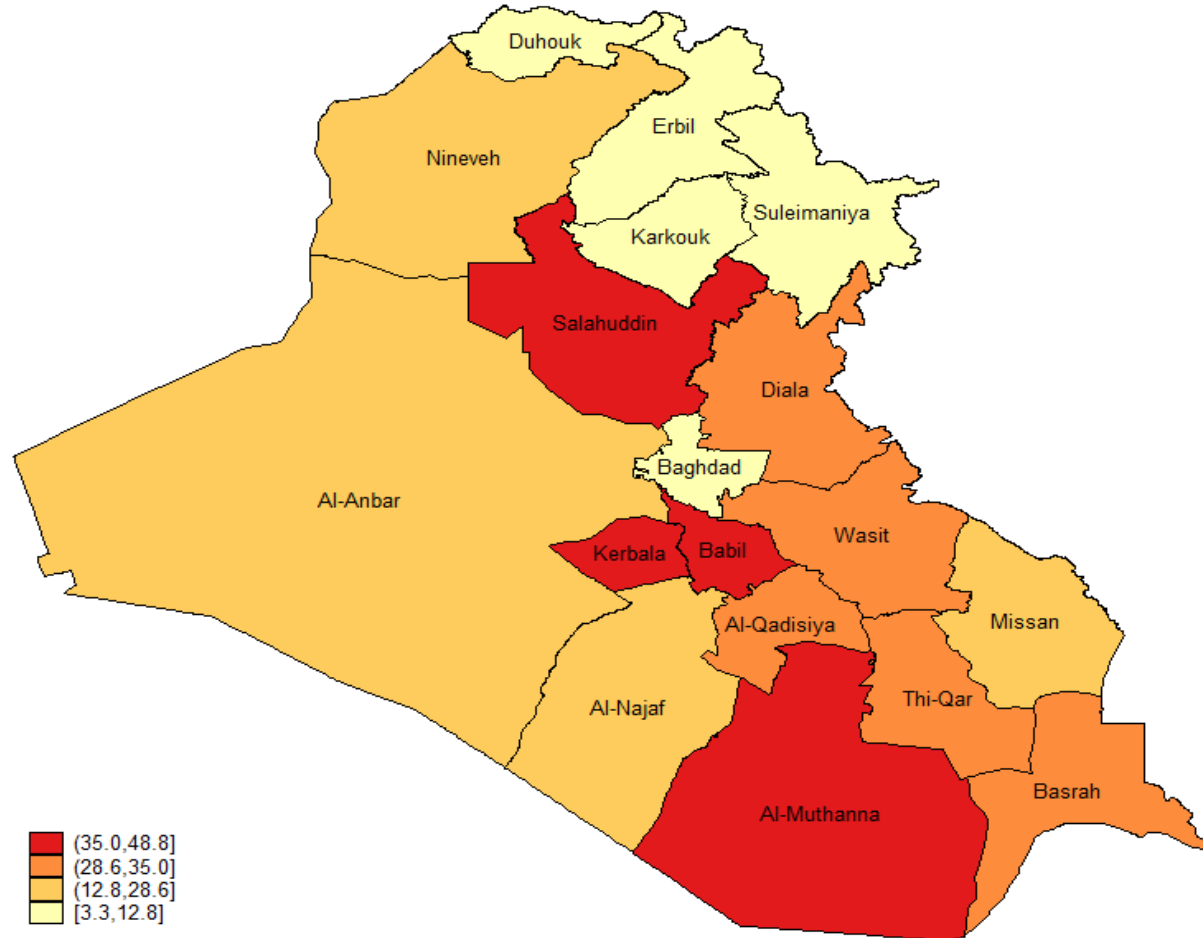 Duhouk
Erbil
Nineveh
Suleimaniya
Karkouk
Salahuddin
Diala
Baghdad
Al-Anbar
Wasit
Kerbala
Babil
Missan
Al-Qadisiya
Thi-Qar
Al-Najaf
Basrah
Al-Muthanna
(35.0,48.8]
(28.6,35.0]
(12.8,28.6]
[3.3,12.8]